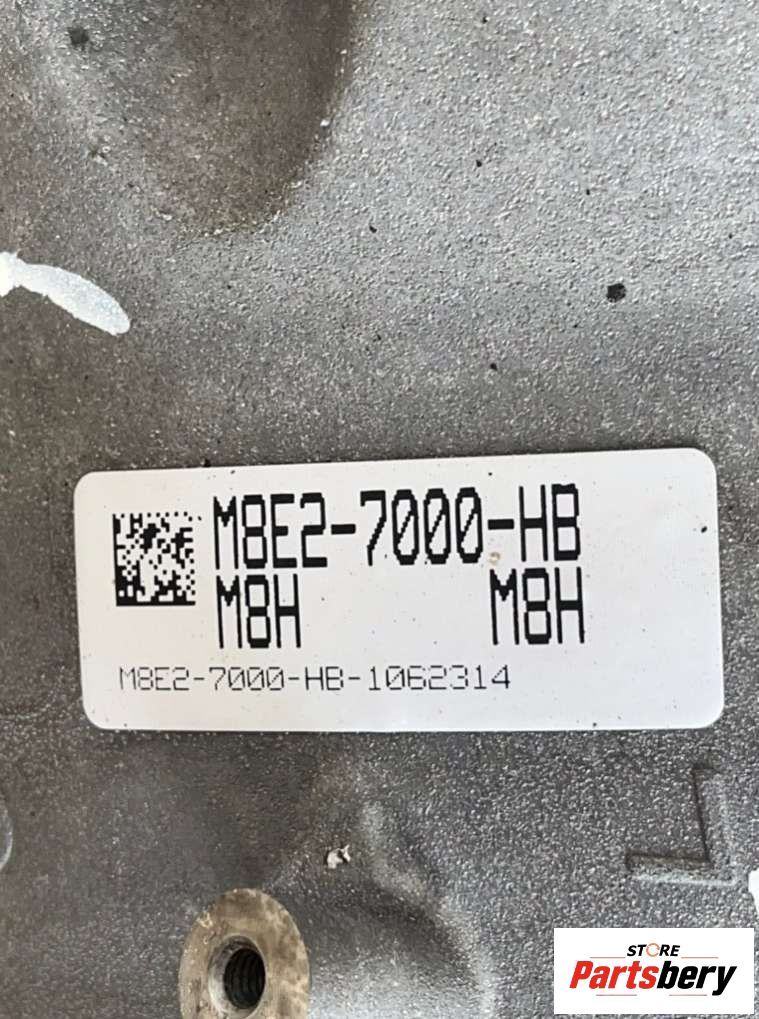 M8E2-7000-HB
M8H M8H
M8E2-7000-HB-1062314
STORE
Partsbery